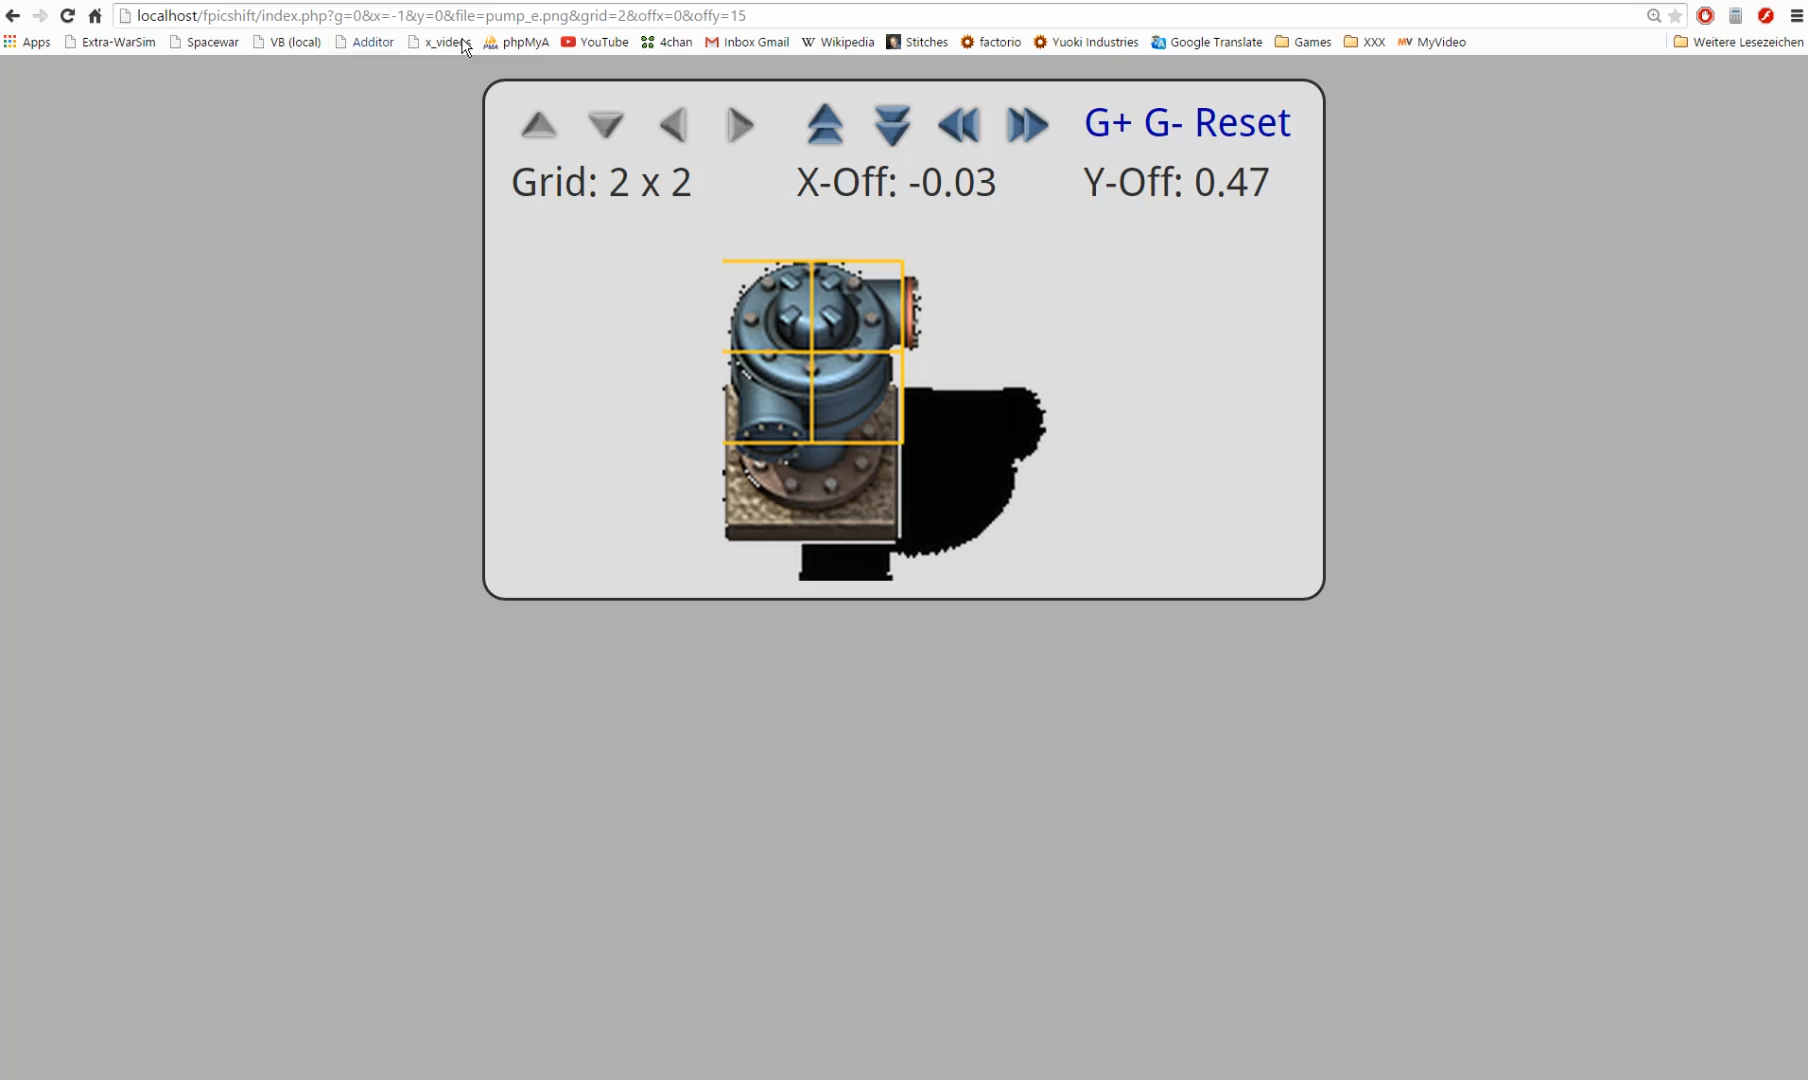 localhost/fpicshift/index.php?g=0&x=-1&y=0&file=pump_e.png&grid=2&offx=0&offy=15
Apps Extra-WarSim Spacewar VB (local) Additor x_videos phpMyA YouTube 4chan Inbox Gmail Wikipedia Stitches factorio Yuoki Industries Google Translate Games XXX MV MyVideo Weitere Lesezeichen
G+ G- Reset
Grid: 2 x 2 X-Off: -0.03 Y-Off: 0.47